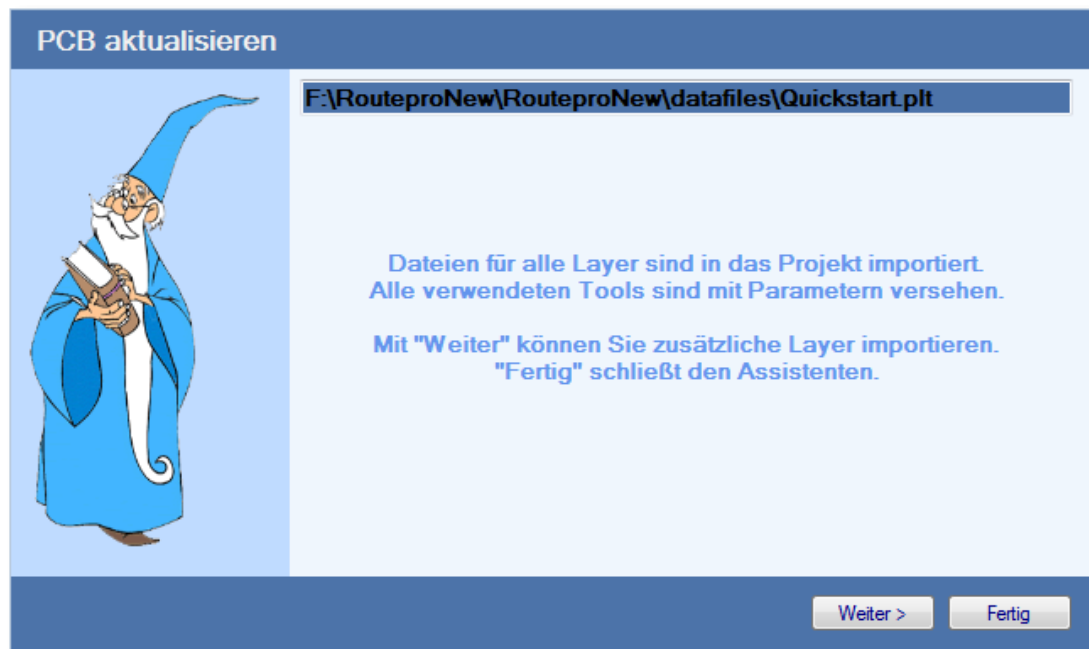 PCB aktualisieren
F:\RouteproNew\RouteproNew\datafiles\Quickstart.plt
Dateien für alle Layer sind in das Projekt importiert.
Alle verwendeten Tools sind mit Parametern versehen.
Mit "Weiter" können Sie zusätzliche Layer importieren.
"Fertig" schließt den Assistenten.
Weiter >
Fertig